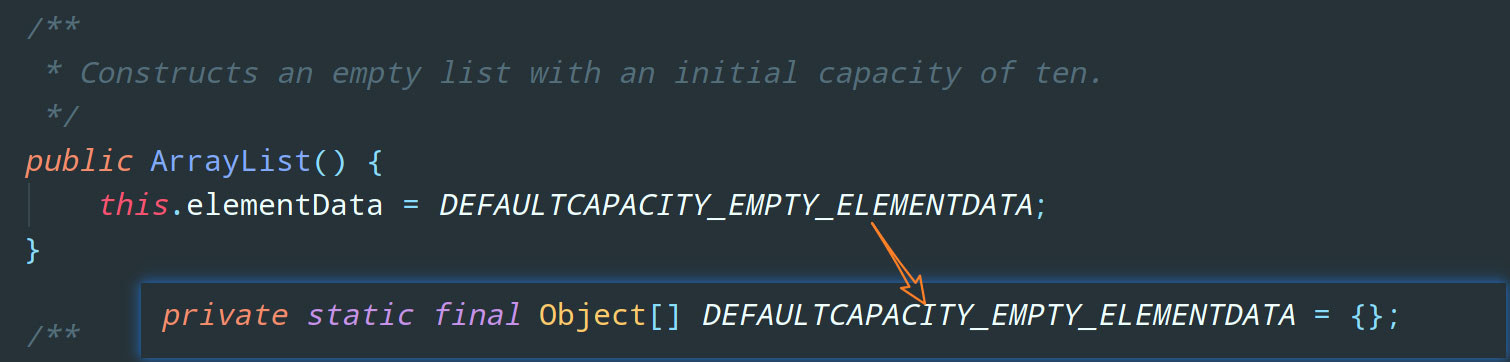 /**
 * Constructs an empty list with an initial capacity of ten.
 */
public ArrayList() {
    this.elementData = DEFAULTCAPACITY_EMPTY_ELEMENTDATA;
}
private static final Object[] DEFAULTCAPACITY_EMPTY_ELEMENTDATA = {};
/**